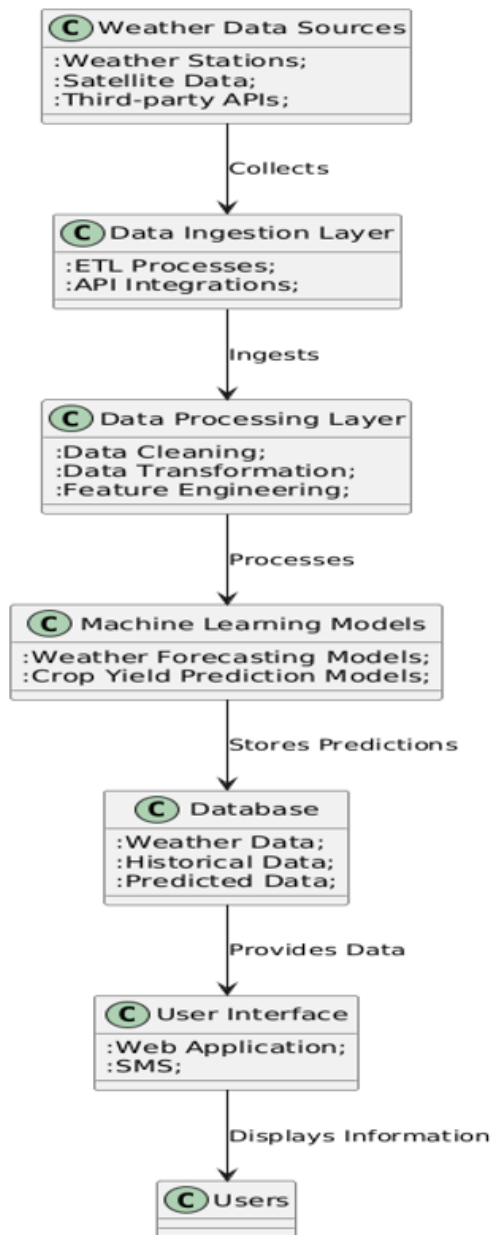 C Weather Data Sources
:Weather Stations;
:Satellite Data;
:Third-party APIs;
Collects
C Data Ingestion Layer
:ETL Processes;
:API Integrations;
Ingests
C Data Processing Layer
:Data Cleaning;
:Data Transformation;
:Feature Engineering;
Processes
C Machine Learning Models
:Weather Forecasting Models;
:Crop Yield Prediction Models;
Stores Predictions
C Database
:Weather Data;
:Historical Data;
:Predicted Data;
Provides Data
C User Interface
:Web Application;
:SMS;
Displays Information
C Users